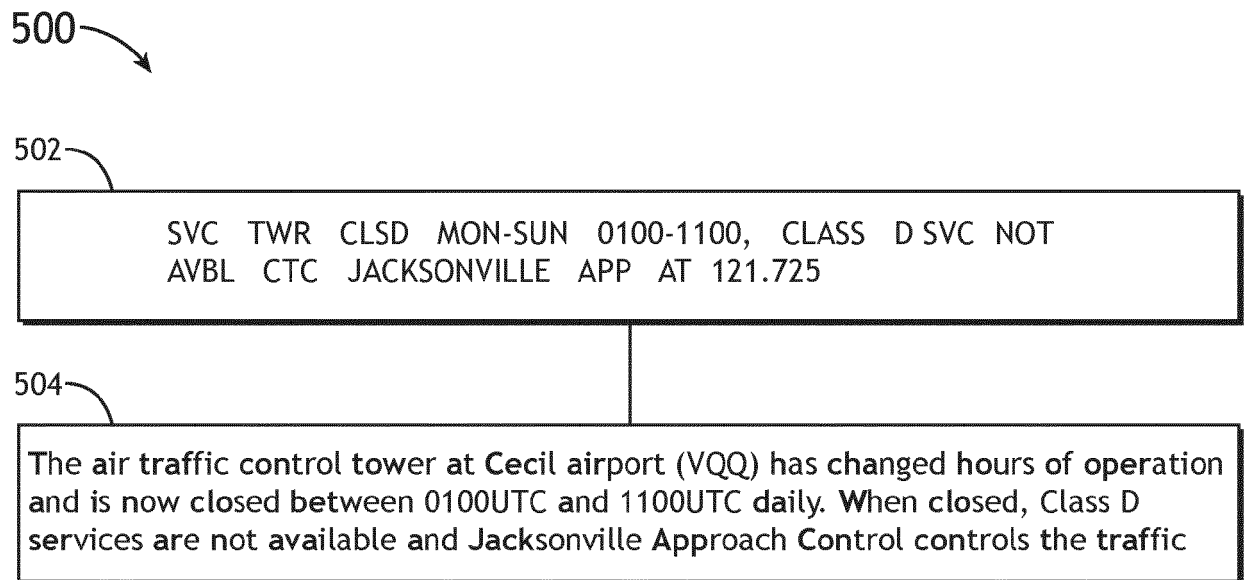 500
502
SVC TWR CLSD MON-SUN 0100-1100, CLASS D SVC NOT
AVBL CTC JACKSONVILLE APP AT 121.725
504
The air traffic control tower at Cecil airport (VQQ) has changed hours of operation
and is now closed between 0100UTC and 1100UTC daily. When closed, Class D
services are not available and Jacksonville Approach Control controls the traffic